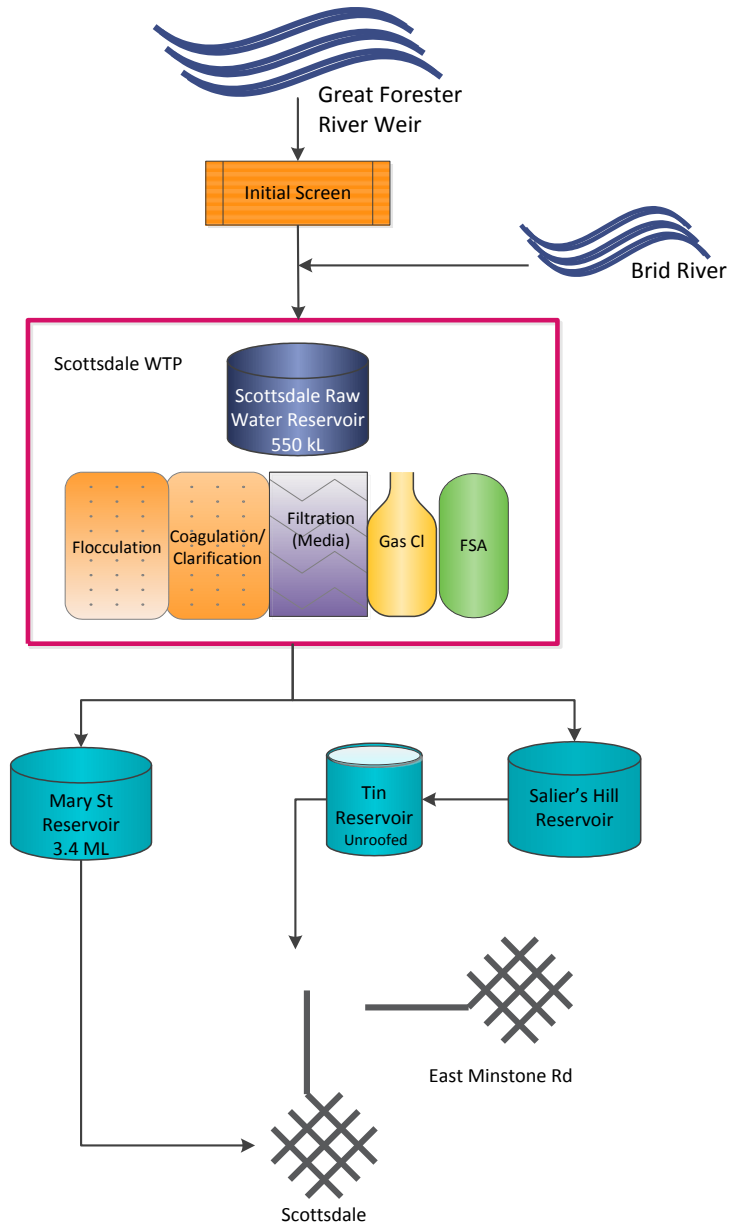 Great Forester
River Weir
Initial Screen
Brid River
Scottsdale WTP
Scottsdale Raw
Water Reservoir
550 kL
Flocculation
Coagulation/
Clarification
Filtration
(Media)
Gas Cl
FSA
Mary St
Reservoir
3.4 ML
Tin
Reservoir
Unroofed
Salier's Hill
Reservoir
East Minstone Rd
Scottsdale